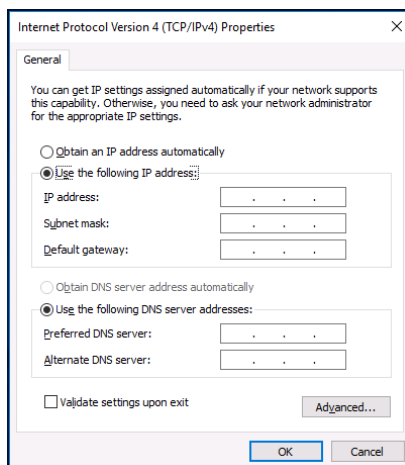 Internet Protocol Version 4 (TCP/IPv4) Properties
General
You can get IP settings assigned automatically if your network supports
this capability. Otherwise, you need to ask your network administrator
for the appropriate IP settings.
Obtain an IP address automatically
Use the following IP address:
IP address:
. . .
Subnet mask:
. . .
Default gateway:
. . .
Obtain DNS server address automatically
Use the following DNS server addresses:
Preferred DNS server:
. . .
Alternate DNS server:
. . .
Validate settings upon exit
Advanced...
OK
Cancel